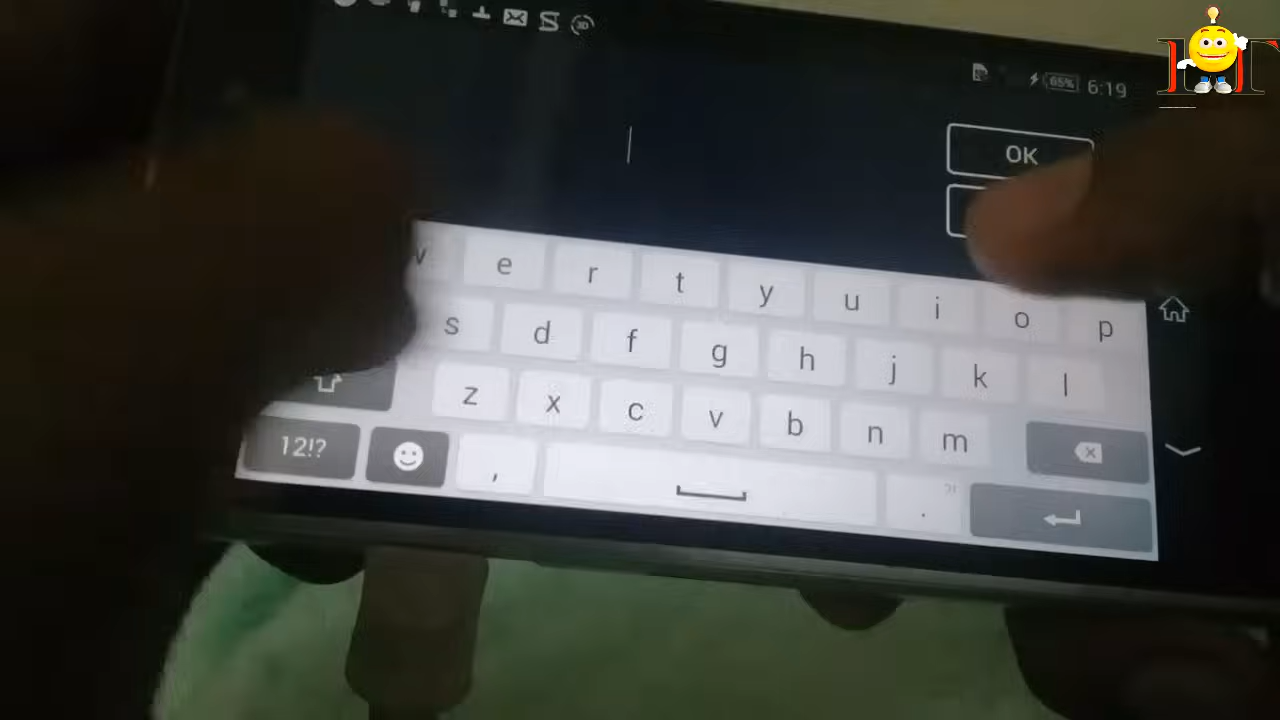 65% 6:19
OK
w e r t y u i o p
s d f g h j k l
z x c v b n m
12!? , .